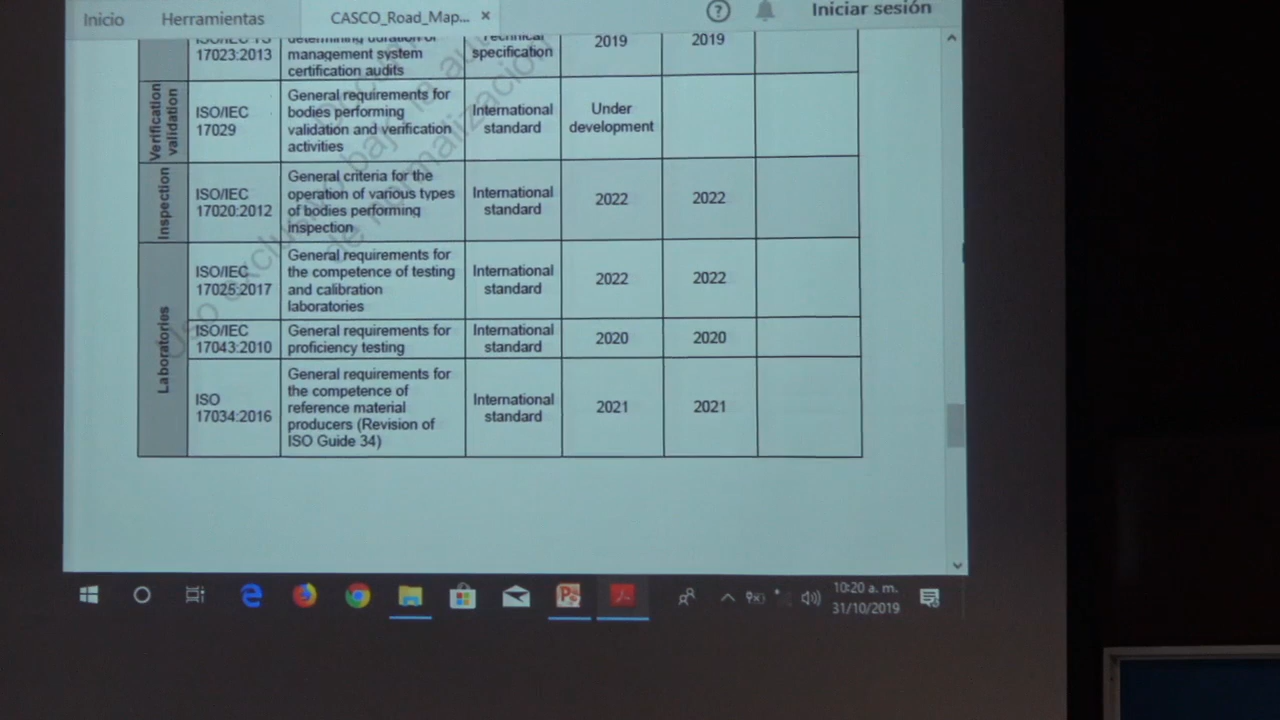 Inicio Herramientas CASCO_Road_Map... × ? Iniciar sesión
17023:2013
determining duration of
management system
certification audits
Technical
specification
2019
2019
Verification
validation
ISO/IEC
17029
General requirements for
bodies performing
validation and verification
activities
International
standard
Under
development
Inspection
ISO/IEC
17020:2012
General criteria for the
operation of various types
of bodies performing
inspection
International
standard
2022
2022
Laboratories
ISO/IEC
17025:2017
General requirements for
the competence of testing
and calibration
laboratories
International
standard
2022
2022
ISO/IEC
17043:2010
General requirements for
proficiency testing
International
standard
2020
2020
ISO
17034:2016
General requirements for
the competence of
reference material
producers (Revision of
ISO Guide 34)
International
standard
2021
2021
10:20 a. m.
31/10/2019